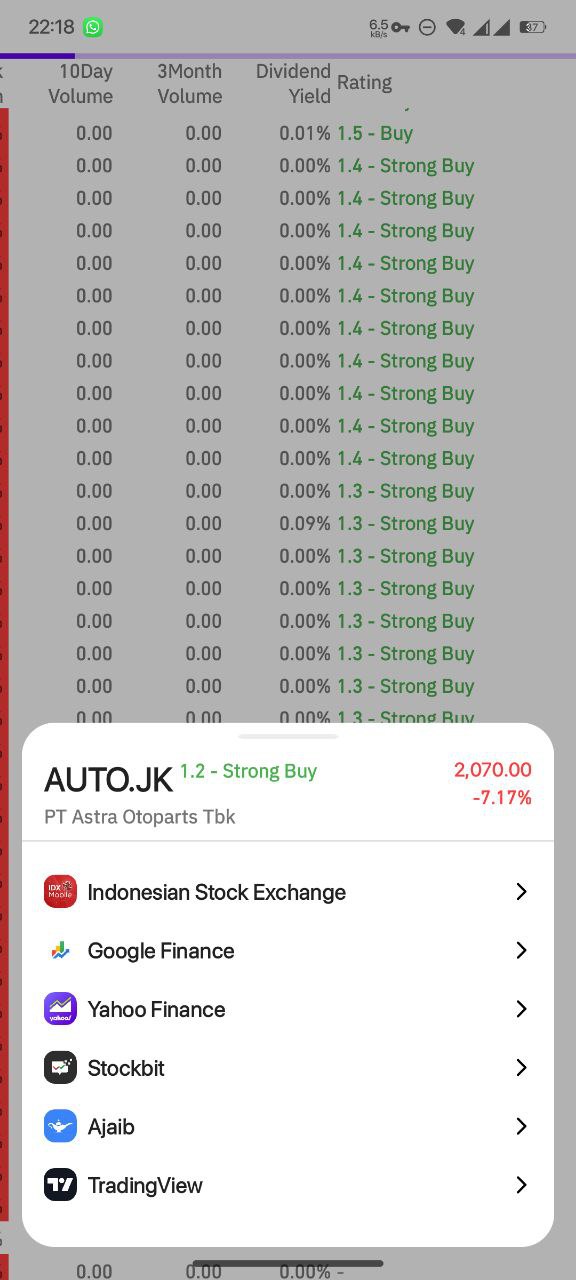 22:18
6.5
kB/s
4
37
10Day
Volume
3Month
Volume
Dividend
Yield
Rating
0.00 0.00 0.01% 1.5 - Buy
0.00 0.00 0.00% 1.4 - Strong Buy
0.00 0.00 0.00% 1.4 - Strong Buy
0.00 0.00 0.00% 1.4 - Strong Buy
0.00 0.00 0.00% 1.4 - Strong Buy
0.00 0.00 0.00% 1.4 - Strong Buy
0.00 0.00 0.00% 1.4 - Strong Buy
0.00 0.00 0.00% 1.4 - Strong Buy
0.00 0.00 0.00% 1.4 - Strong Buy
0.00 0.00 0.00% 1.4 - Strong Buy
0.00 0.00 0.00% 1.4 - Strong Buy
0.00 0.00 0.00% 1.3 - Strong Buy
0.00 0.00 0.09% 1.3 - Strong Buy
0.00 0.00 0.00% 1.3 - Strong Buy
0.00 0.00 0.00% 1.3 - Strong Buy
0.00 0.00 0.00% 1.3 - Strong Buy
0.00 0.00 0.00% 1.3 - Strong Buy
0.00 0.00 0.00% 1.3 - Strong Buy
0.00 0.00 0.00% 1.3 - Strong Buy
AUTO.JK 1.2 - Strong Buy 2,070.00
-7.17%
PT Astra Otoparts Tbk
IDX
Mobile
Indonesian Stock Exchange
Google Finance
yahoo!
Yahoo Finance
Stockbit
Ajaib
TradingView
0.00 0.00 0.00% -